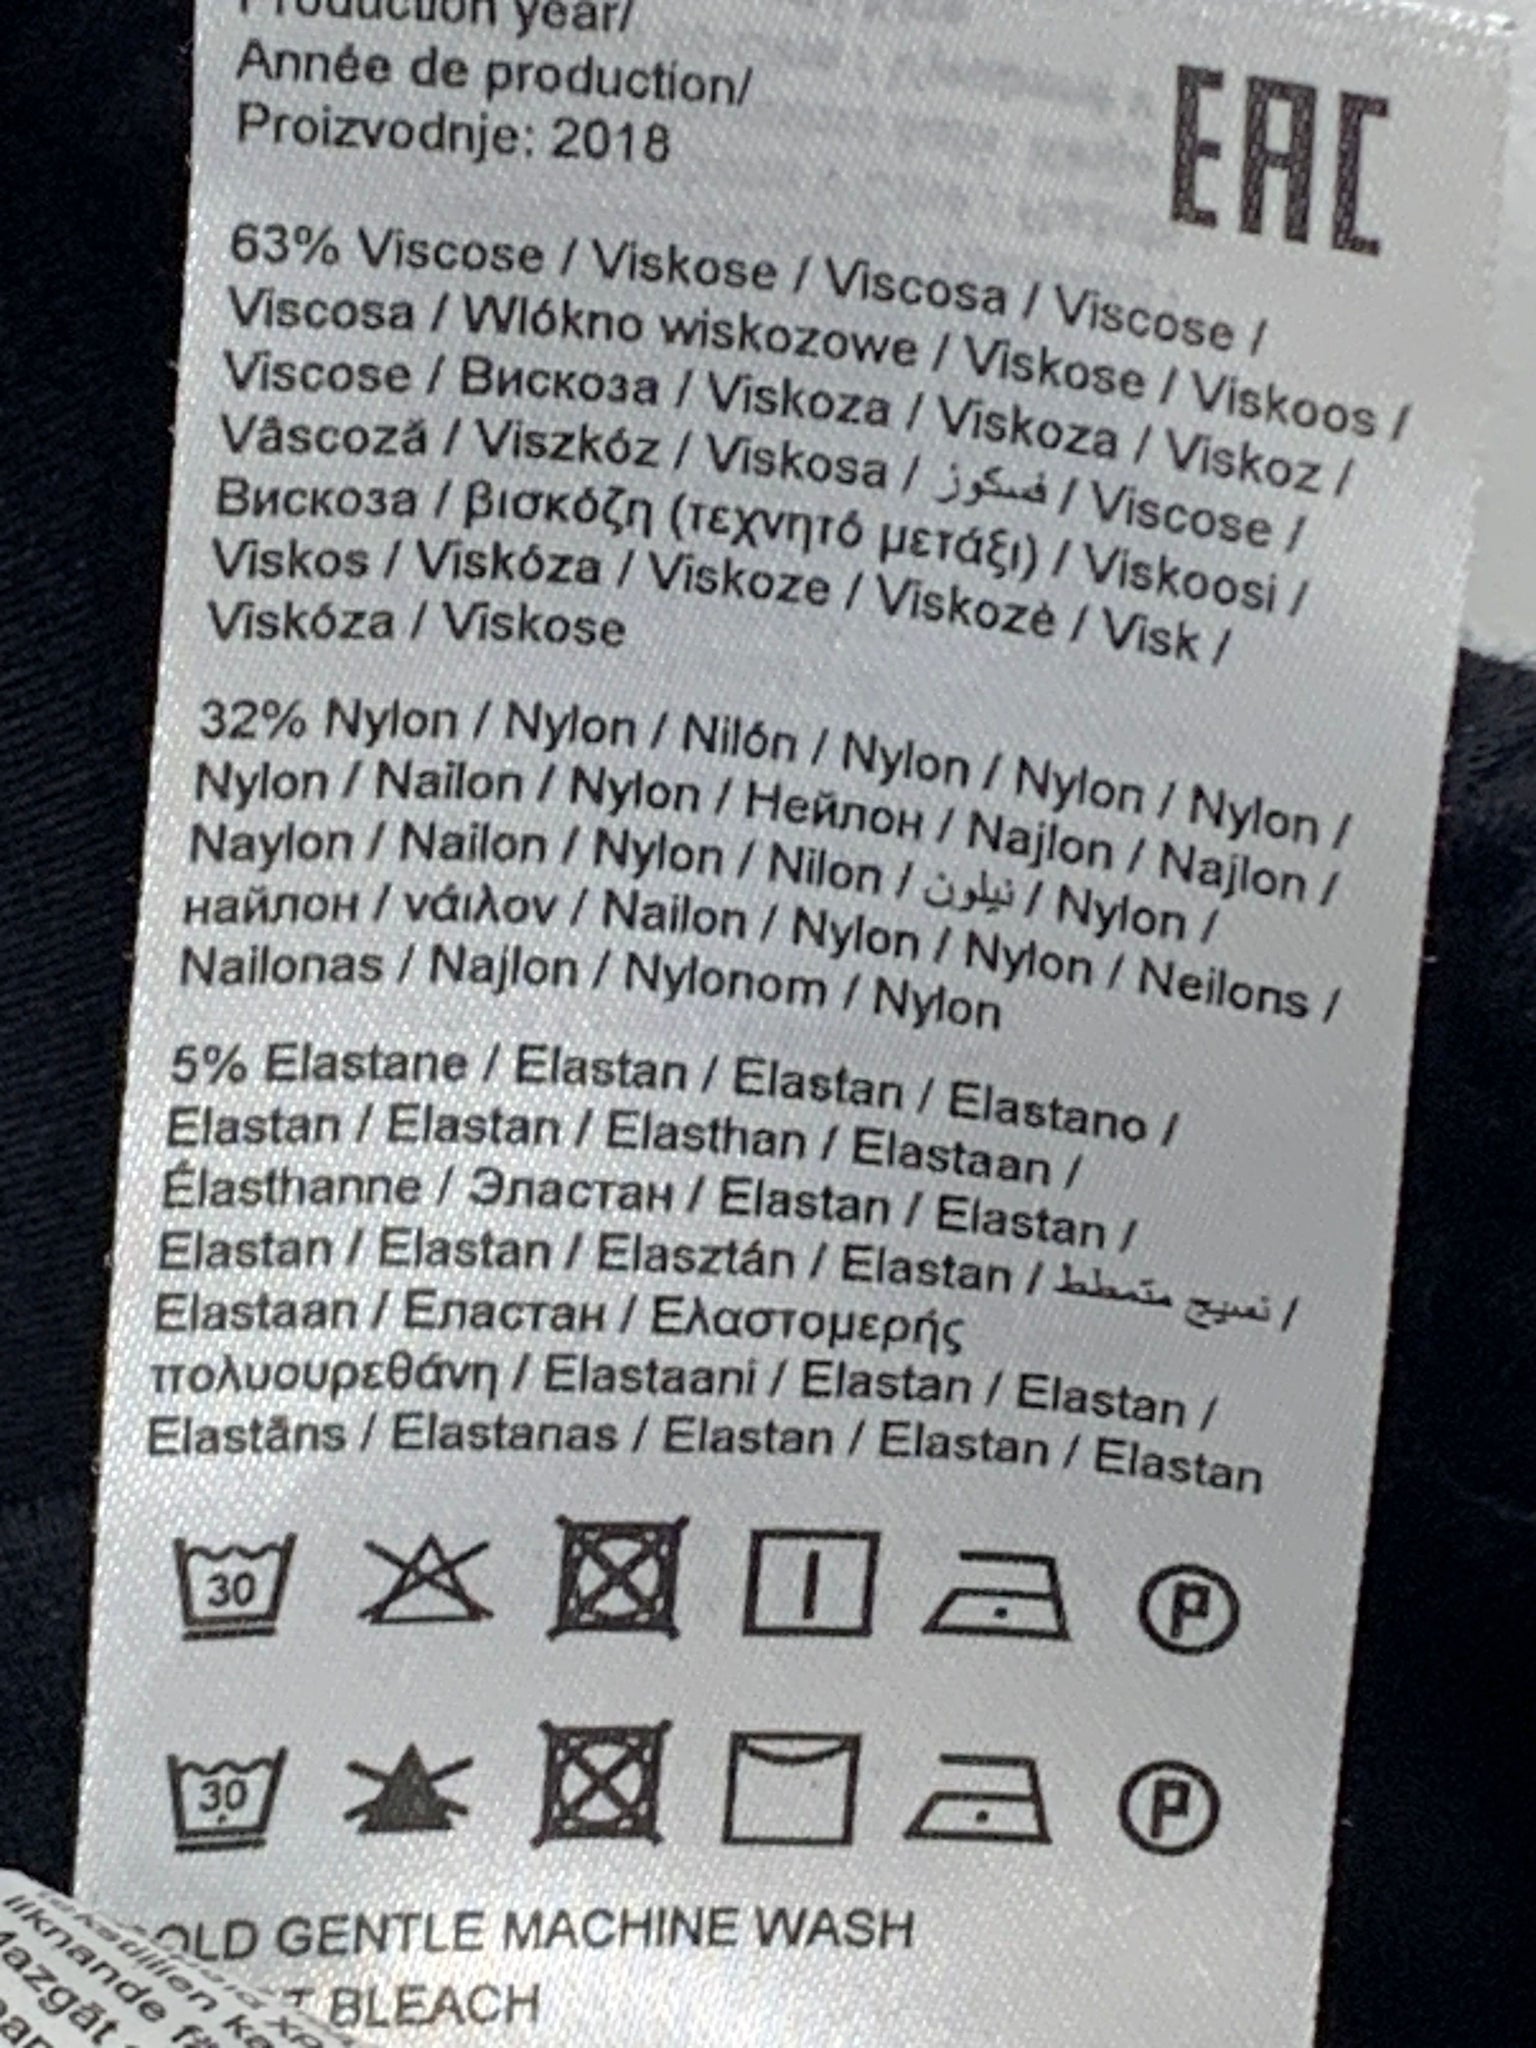 Production year/
Année de production/
Proizvodnje: 2018
EAC
63% Viscose / Viskose / Viscosa / Viscose /
Viscosa / Wlókno wiskozowe / Viskose / Viskoos /
Viscose / Вискоза / Viskoza / Viskoza / Viskoz /
Vâscoză / Viszkóz / Viskosa / فسكوز / Viscose /
Вискоза / βισκόζη (τεχνητό μετάξι) / Viskoosi /
Viskos / Viskóza / Viskoze / Viskozė / Visk /
Viskóza / Viskose
32% Nylon / Nylon / Nilón / Nylon / Nylon / Nylon /
Nylon / Nailon / Nylon / Нейлон / Najlon / Najlon /
Naylon / Nailon / Nylon / Nilon / نيلون / Nylon /
найлон / νάιλον / Nailon / Nylon / Nylon / Neilons /
Nailonas / Najlon / Nylonom / Nylon
5% Elastane / Elastan / Elastan / Elastano /
Elastan / Elastan / Elasthan / Elastaan /
Élasthanne / Эластан / Elastan / Elastan /
Elastan / Elastan / Elasztán / Elastan / نسيج متمطط /
Elastaan / Еластан / Ελαστομερής
πολυουρεθάνη / Elastaani / Elastan / Elastan /
Elastāns / Elastanas / Elastan / Elastan / Elastan
30 P
30 P
OLD GENTLE MACHINE WASH
T BLEACH
liknande